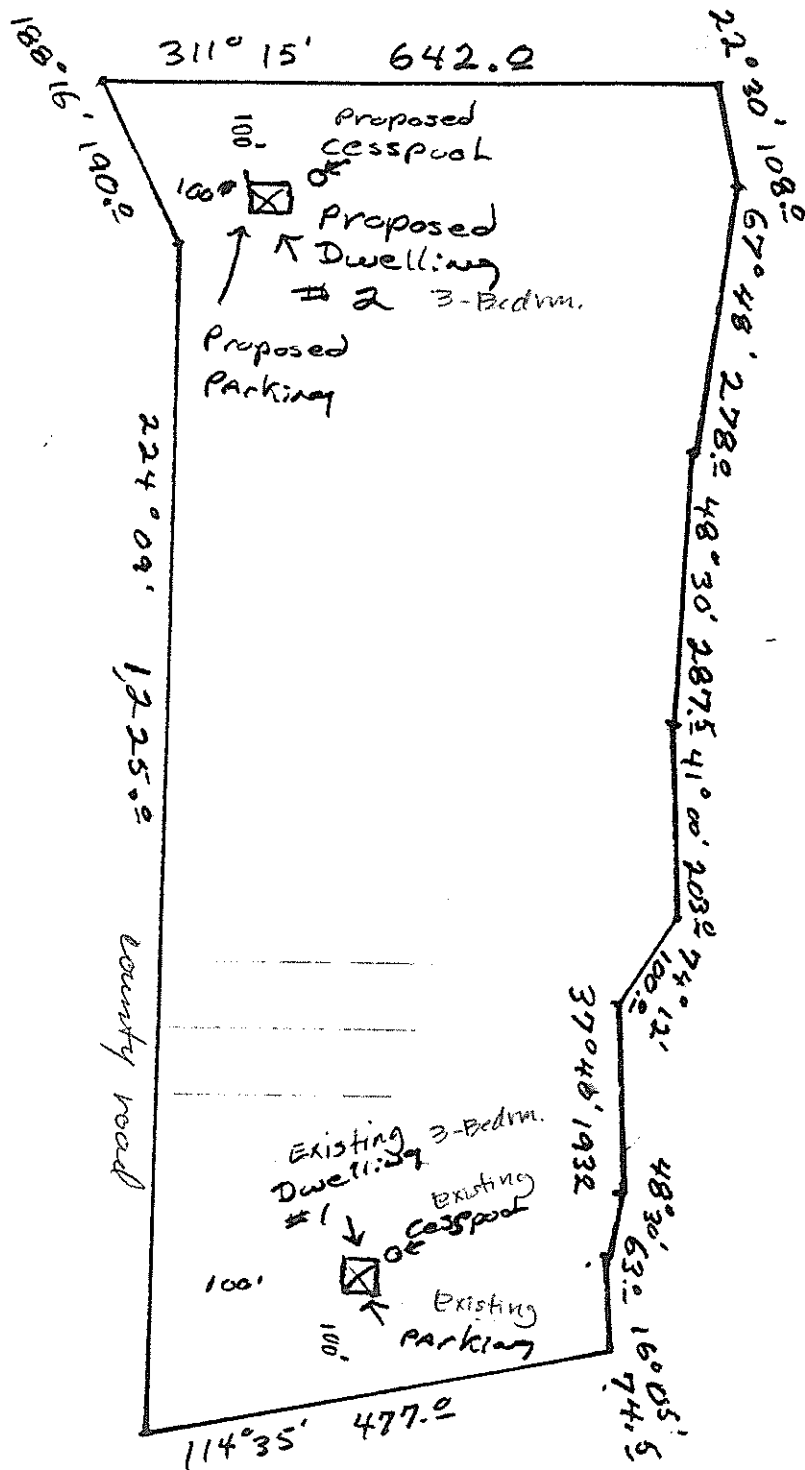 311° 15' 642.0
188° 16' 190.0
22° 30' 108.0
100'
Proposed
cesspool
100'
Proposed
Dwelling
# 2 3-Bedrm.
Proposed
Parking
67° 48' 278.0
48° 30' 287.5
41° 00' 203.0
74° 12'
100.0
224° 09' 1,225.0
county road
37° 40' 193.0
Existing 3-Bedrm.
Dwelling
#1
Existing
cesspool
48° 30'
63.0
100'
Existing
Parking
100'
16° 05'
74.5
114° 35' 477.0